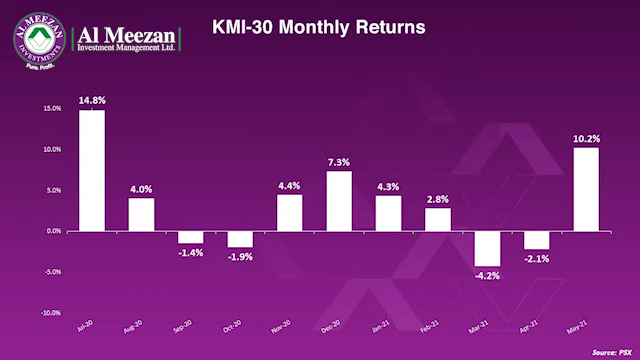 KMI-30 Monthly Returns
AL MEEZAN
INVESTMENTS
Pure. Profit.
Al Meezan
Investment Management Ltd.
15.0%
10.0%
5.0%
0.0%
-5.0%
-10.0%
14.8%
4.0%
-1.4%
-1.9%
4.4%
7.3%
4.3%
2.8%
-4.2%
-2.1%
10.2%
Jul-20
Aug-20
Sep-20
Oct-20
Nov-20
Dec-20
Jan-21
Feb-21
Mar-21
Apr-21
May-21
Source: PSX